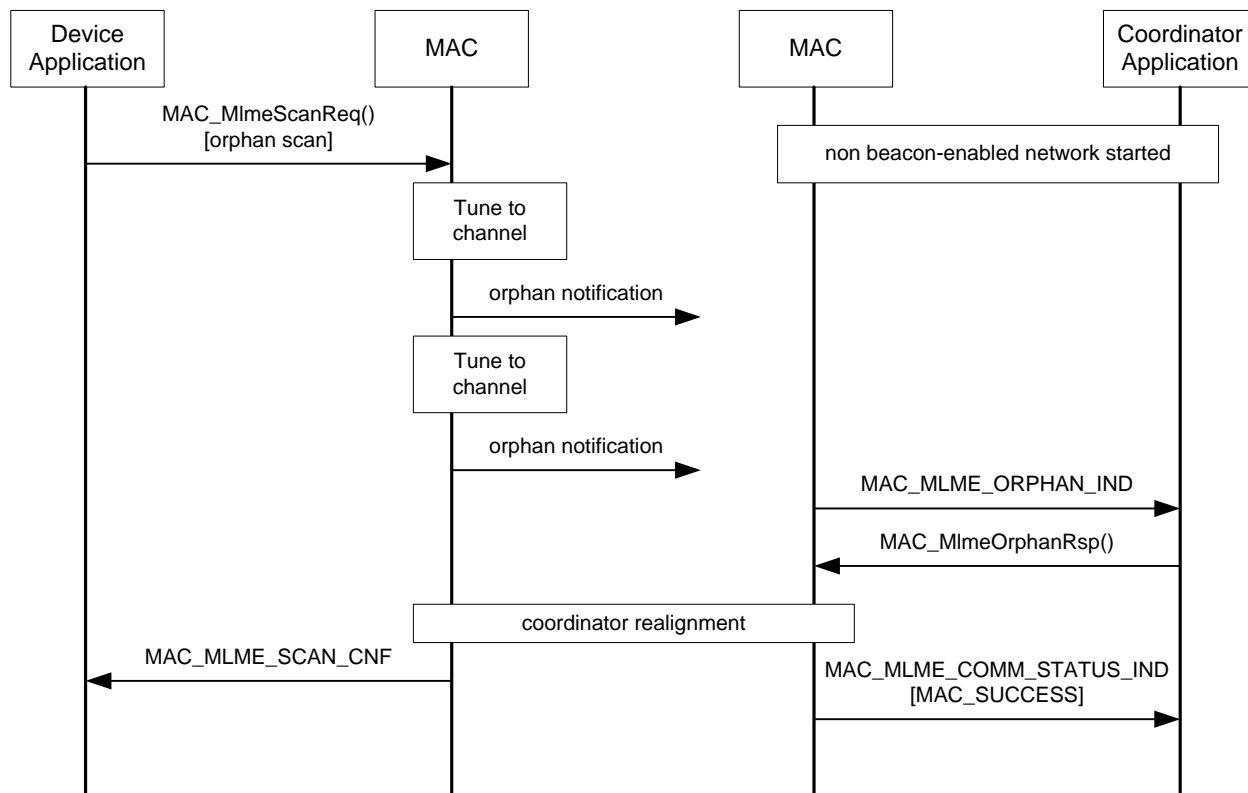 Device
Application
MAC
MAC
Coordinator
Application
MAC_MlmeScanReq()
[orphan scan]
non beacon-enabled network started
Tune to
channel
orphan notification
Tune to
channel
orphan notification
MAC_MLME_ORPHAN_IND
MAC_MlmeOrphanRsp()
coordinator realignment
MAC_MLME_SCAN_CNF
MAC_MLME_COMM_STATUS_IND
[MAC_SUCCESS]